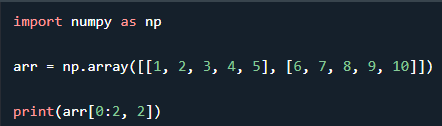 import numpy as np
arr = np.array([[1, 2, 3, 4, 5], [6, 7, 8, 9, 10]])
print(arr[0:2, 2])